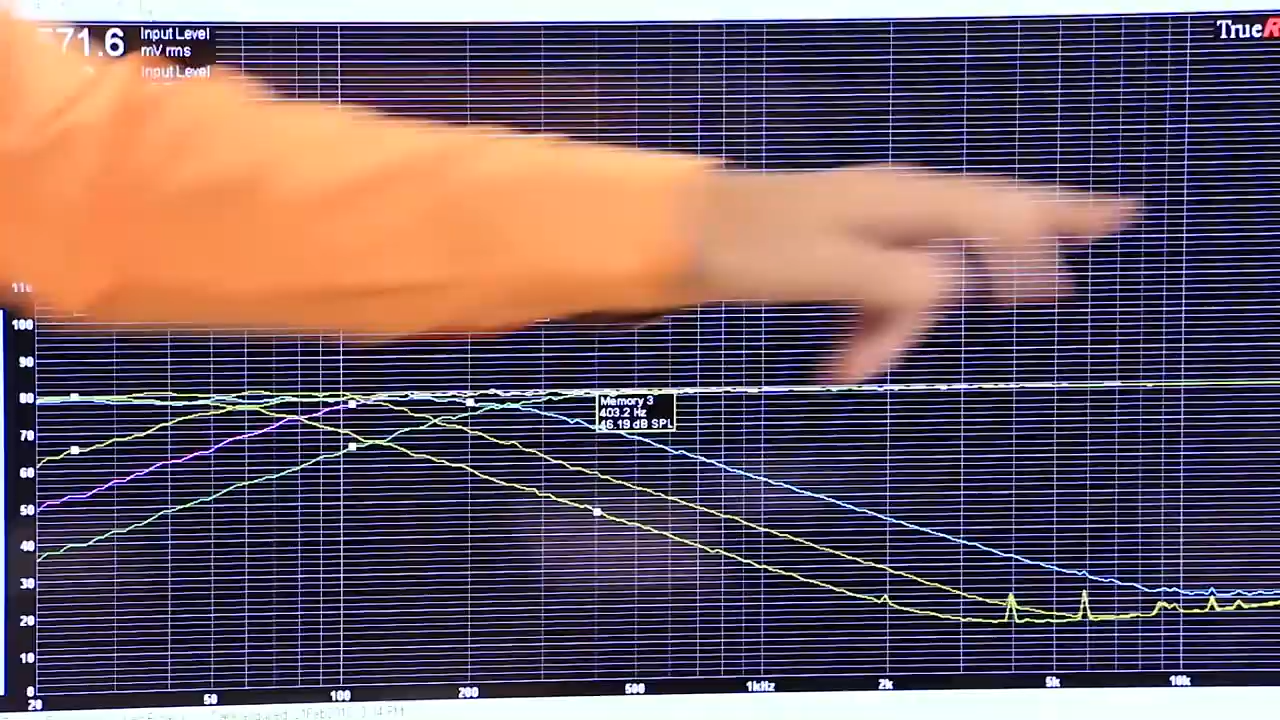 71.6
Input Level
mV rms
Input Level
True
100
90
80
70
60
50
40
30
20
10
0
Memory 3
403.2 Hz
46.19 dB SPL
20 50 100 200 500 1kHz 2k 5k 10k